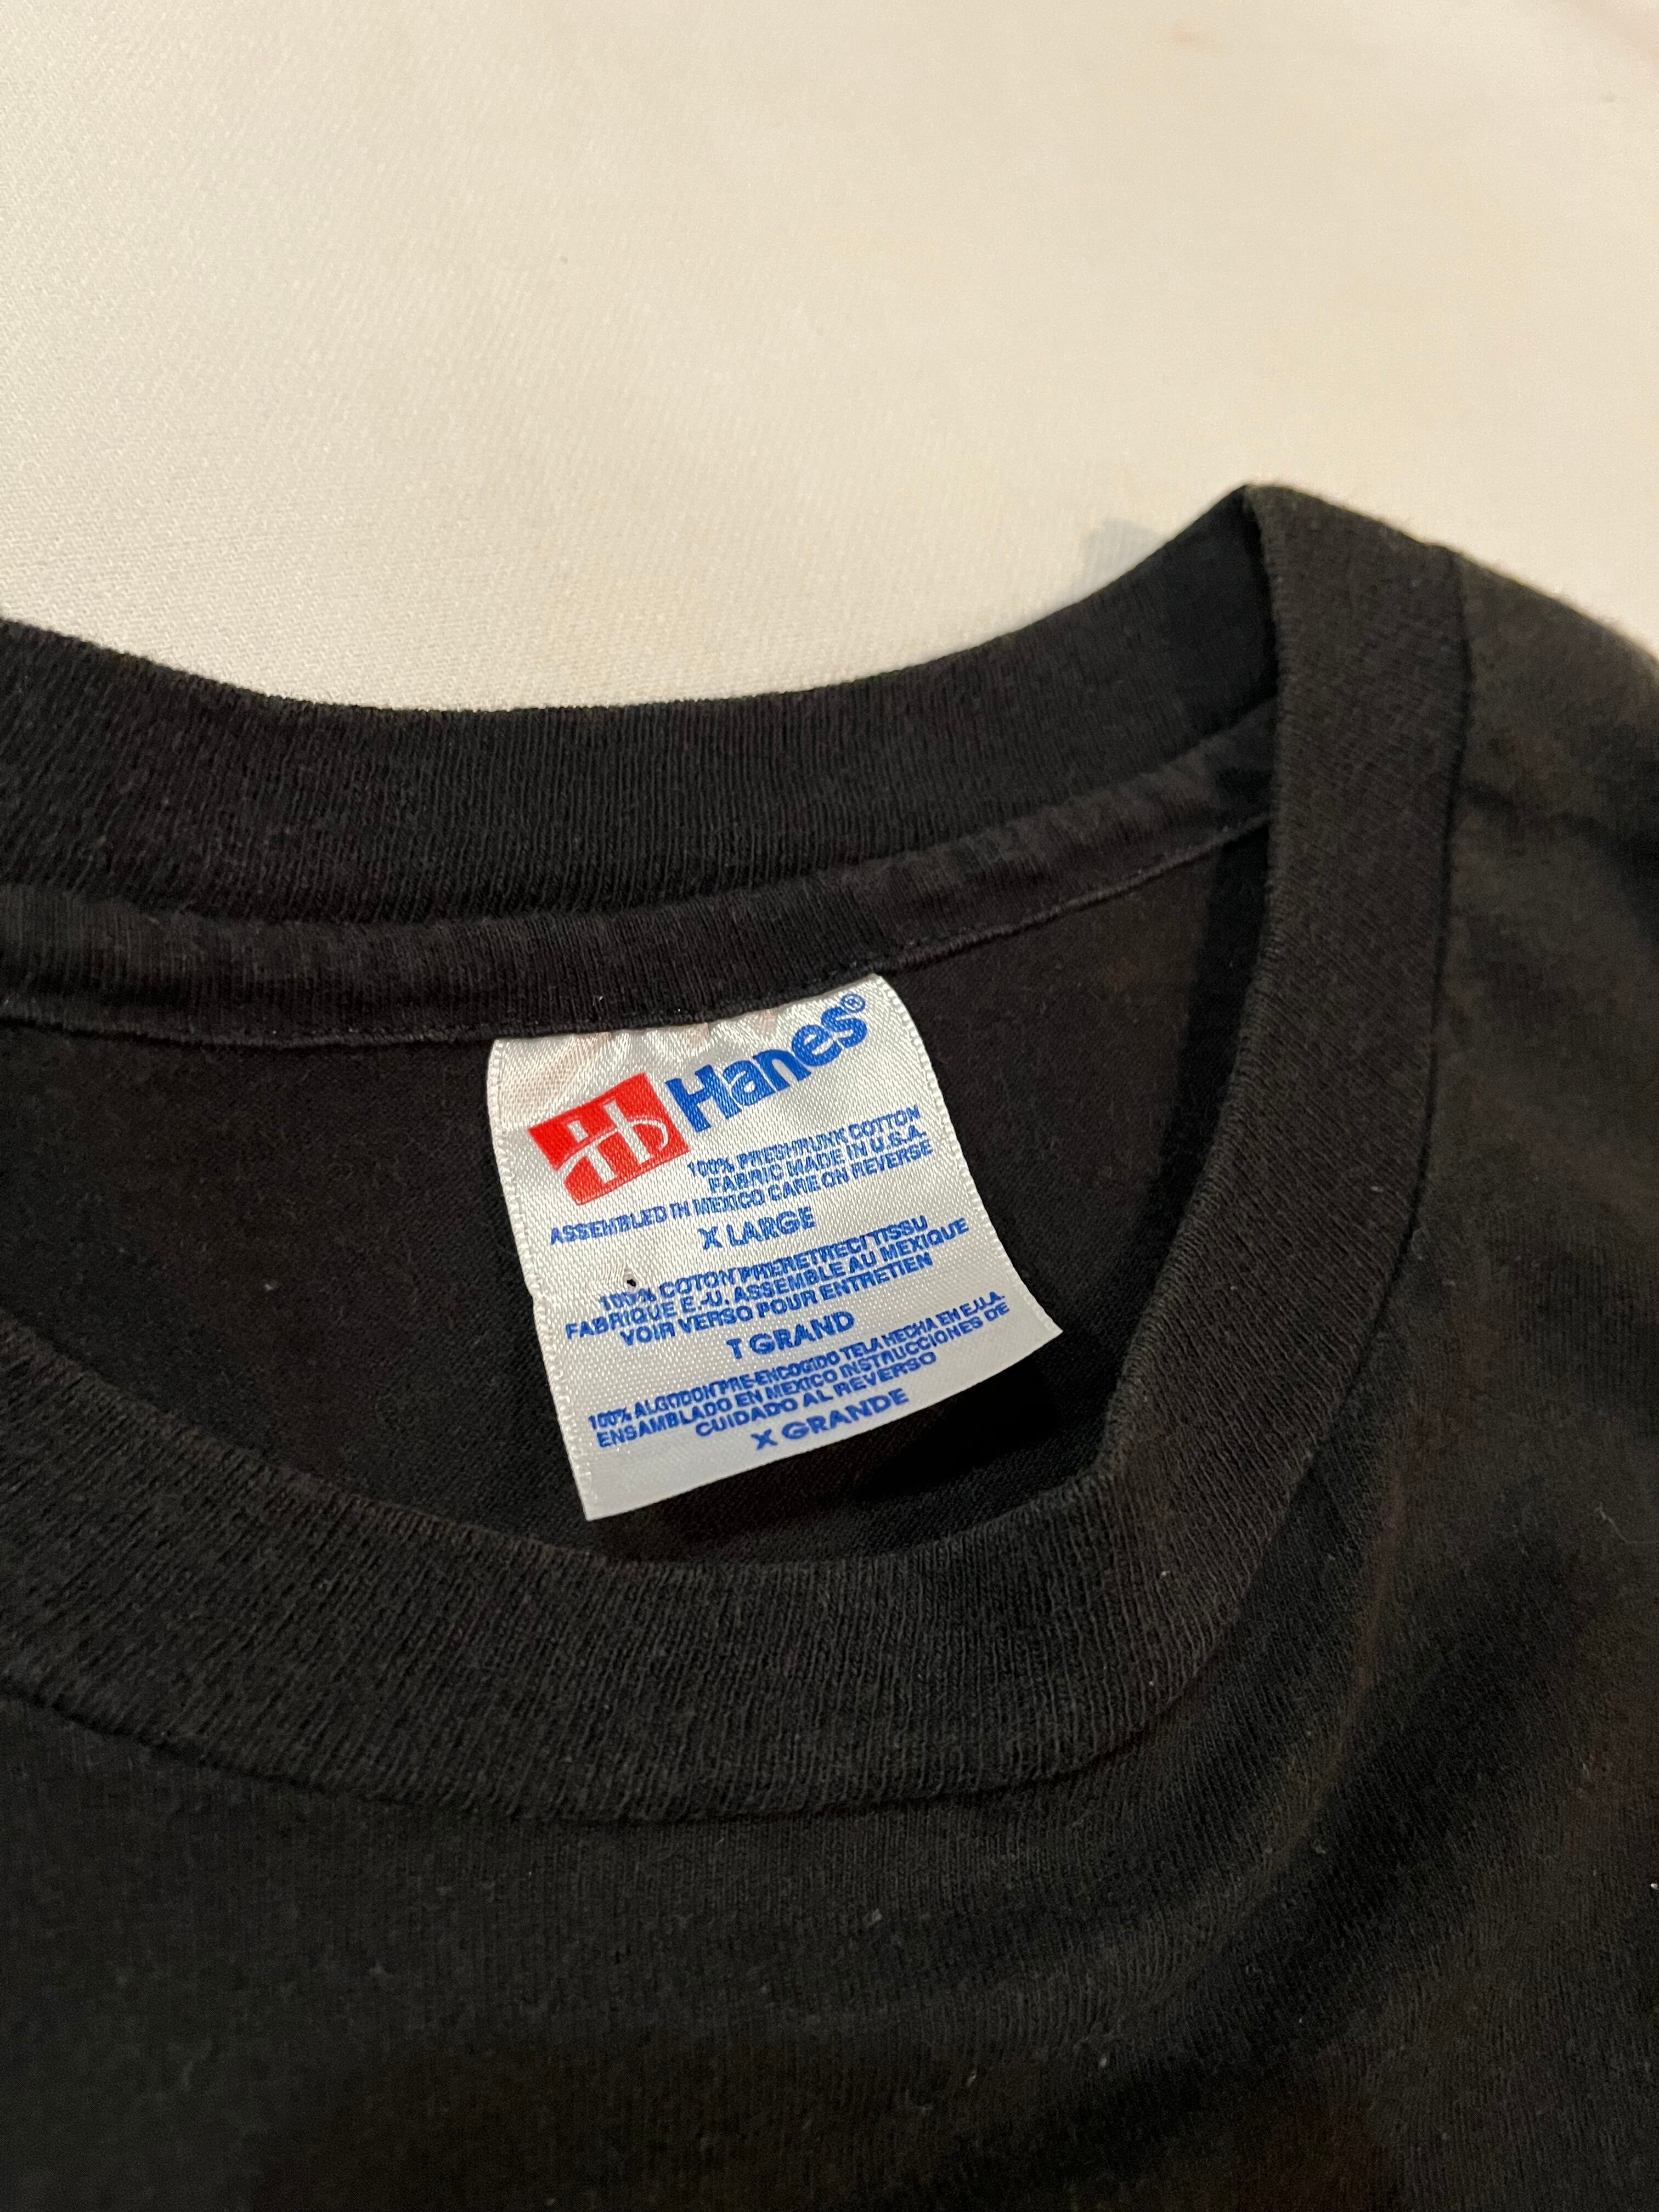 Hanes®
100% PRESHRUNK COTTON
FABRIC MADE IN U.S.A.
ASSEMBLED IN MEXICO CARE ON REVERSE
X LARGE
100% COTON PRERETRECI TISSU
FABRIQUE E.-U. ASSEMBLE AU MEXIQUE
VOIR VERSO POUR ENTRETIEN
T GRAND
100% ALGODON PRE-ENCOGIDO TELA HECHA EN E.U.A.
ENSAMBLADO EN MEXICO INSTRUCCIONES DE
CUIDADO AL REVERSO
X GRANDE